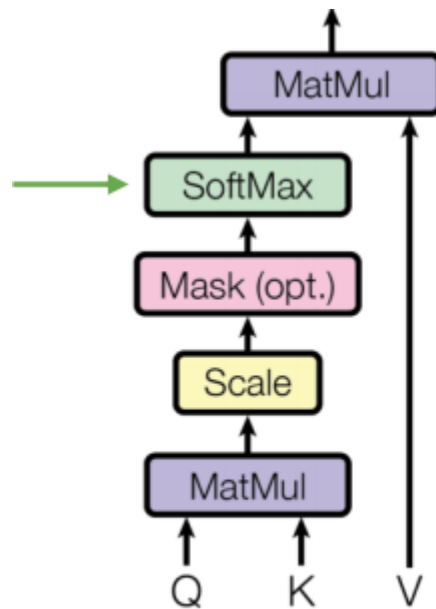 MatMul
SoftMax
Mask (opt.)
Scale
MatMul
Q K V